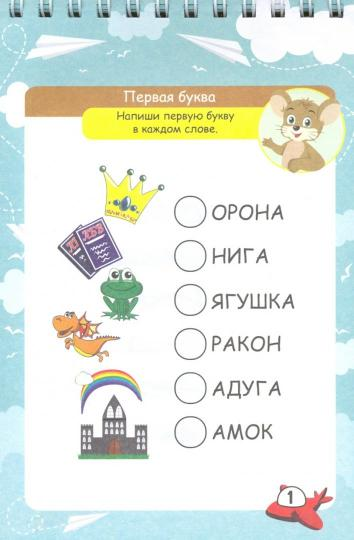 Первая буква
Напиши первую букву
в каждом слове.
ОРОНА
НИГА
ЯГУШКА
РАКОН
АДУГА
АМОК
1